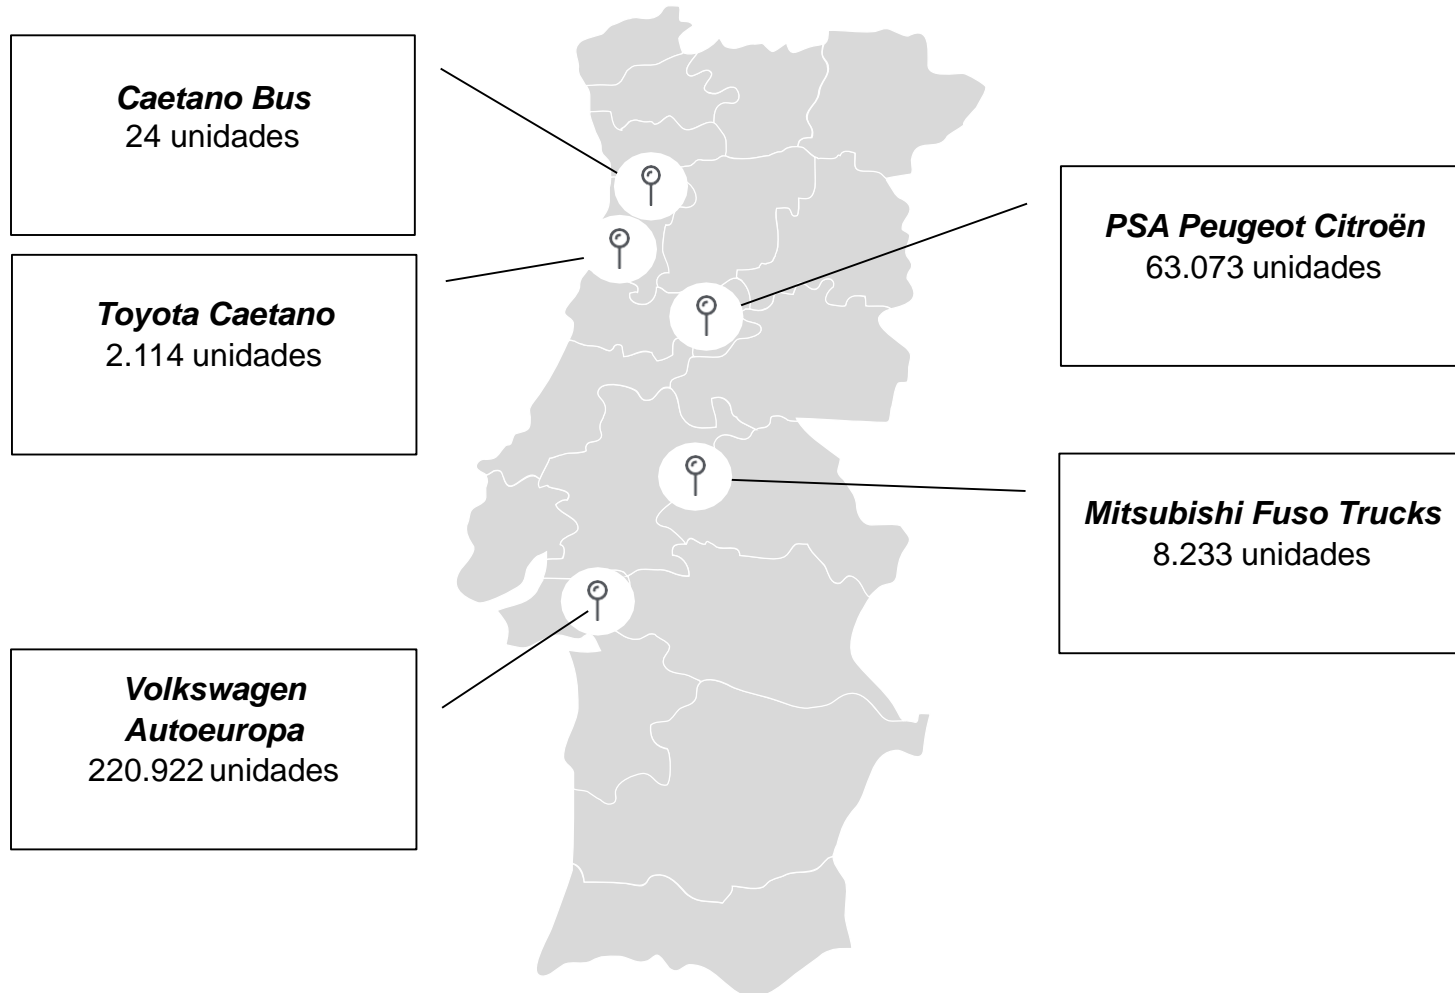 Caetano Bus
24 unidades
Toyota Caetano
2.114 unidades
Volkswagen
Autoeuropa
220.922 unidades
PSA Peugeot Citroën
63.073 unidades
Mitsubishi Fuso Trucks
8.233 unidades